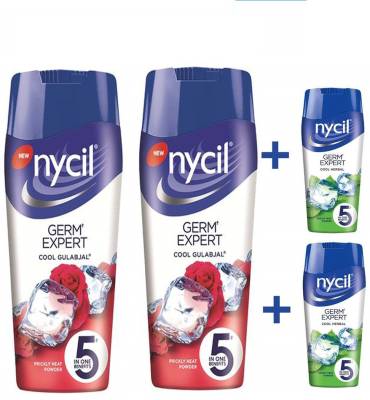 NEW
nycil
GERM†
EXPERT
COOL GULABJAL*
5
IN ONE
BENEFITS
PRICKLY HEAT
POWDER
NEW
nycil
GERM†
EXPERT
COOL GULABJAL*
5
IN ONE
BENEFITS
PRICKLY HEAT
POWDER
+
nycil
GERM†
EXPERT
COOL HERBAL
5
+
nycil
GERM†
EXPERT
COOL HERBAL
5